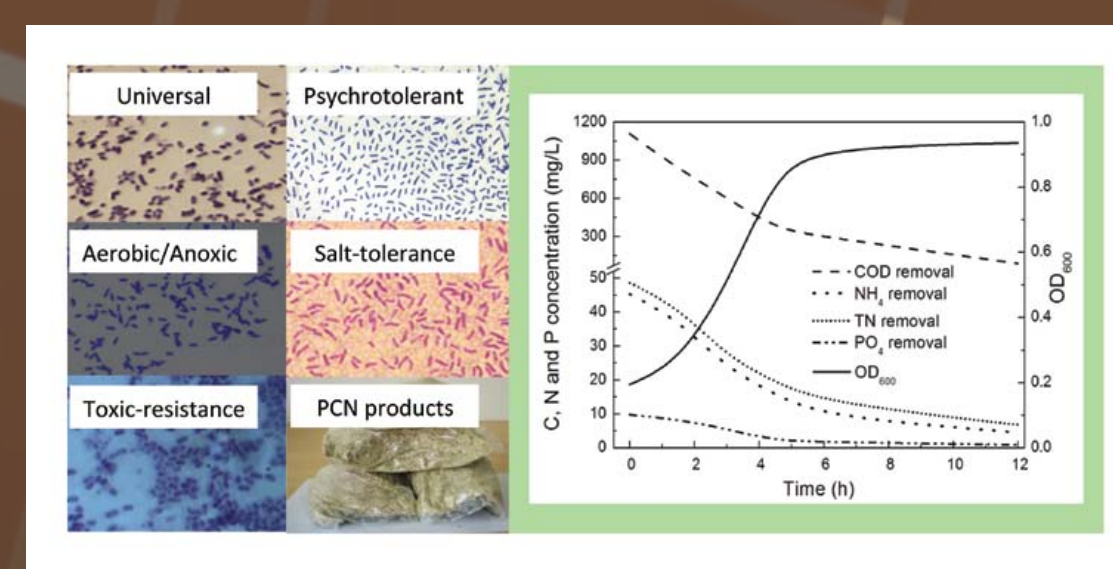 Universal
Psychrotolerant
Aerobic/Anoxic
Salt-tolerance
Toxic-resistance
PCN products
C, N and P concentration (mg/L)
1200
900
600
300
50
40
30
20
10
0
COD removal
NH₄ removal
TN removal
PO₄ removal
OD₆₀₀
1.0
0.8
0.6
0.4
0.2
0.0
OD₆₀₀
0 2 4 6 8 10 12
Time (h)